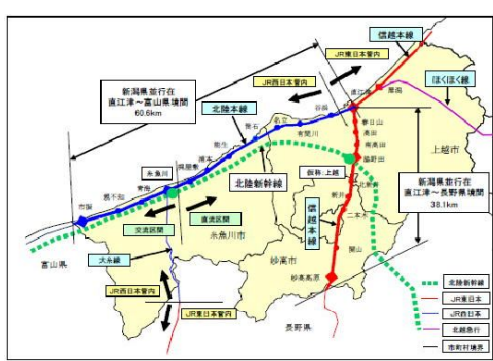 信越本線
JR東日本管内
JR西日本管内
ほくほく線
新潟県並行在
直江津～富山県境間
60.6km
北陸本線
直江津
犀潟
谷浜
春日山
高田
南高田
脇野田
上越市
有間川
名立
筒石
能生
浦本
梶屋敷
糸魚川
青海
親不知
市振
北陸新幹線
仮称:上越
北新井
新井
二本木
関山
妙高高原
信越本線
新潟県並行在
直江津～長野県境間
38.1km
交流区間
直流区間
糸魚川市
妙高市
大糸線
富山県
長野県
JR西日本管内
JR東日本管内
北陸新幹線
JR東日本
JR西日本
北越急行
市町村境界